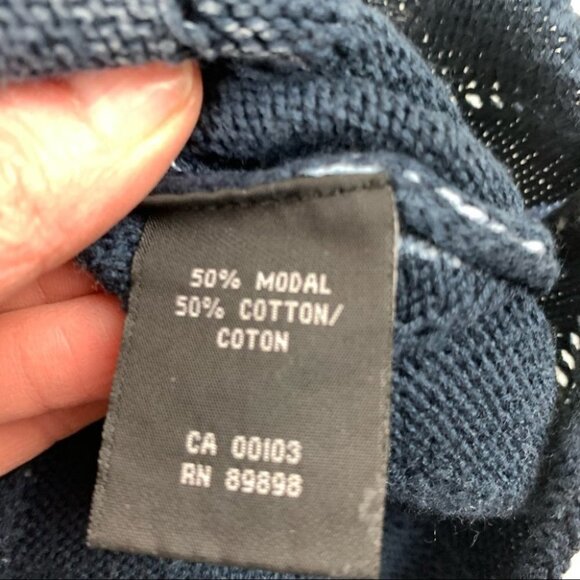 50% MODAL
50% COTTON/
COTON
CA 00103
RN 89898